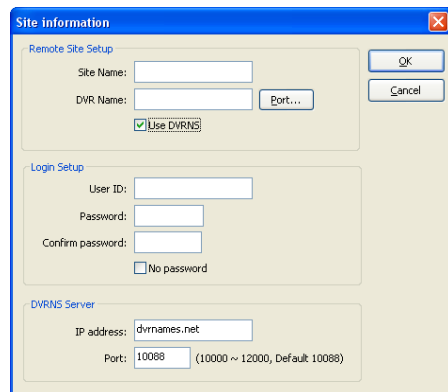 Site information
Remote Site Setup
Site Name:
DVR Name:
Port...
Use DVRNS
OK
Cancel
Login Setup
User ID:
Password:
Confirm password:
No password
DVRNS Server
IP address: dvrnames.net
Port: 10088 (10000 ~ 12000, Default 10088)